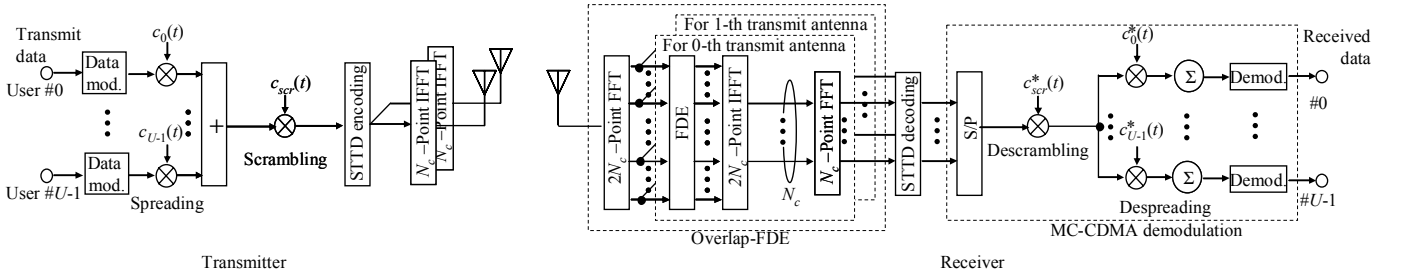 Transmit data
User #0
Data mod.
c0(t)
User #U-1
Data mod.
cU-1(t)
Spreading
+
cscr(t)
Scrambling
STTD encoding
Nc–Point IFFT
Nc–Point IFFT
Transmitter
For 1-th transmit antenna
For 0-th transmit antenna
2Nc–Point FFT
FDE
2Nc–Point IFFT
Nc
Nc–Point FFT
Overlap-FDE
STTD decoding
S/P
c*scr(t)
Descrambling
c*0(t)
c*U-1(t)
Σ
Σ
Despreading
Demod.
Demod.
Received data
#0
#U-1
MC-CDMA demodulation
Receiver